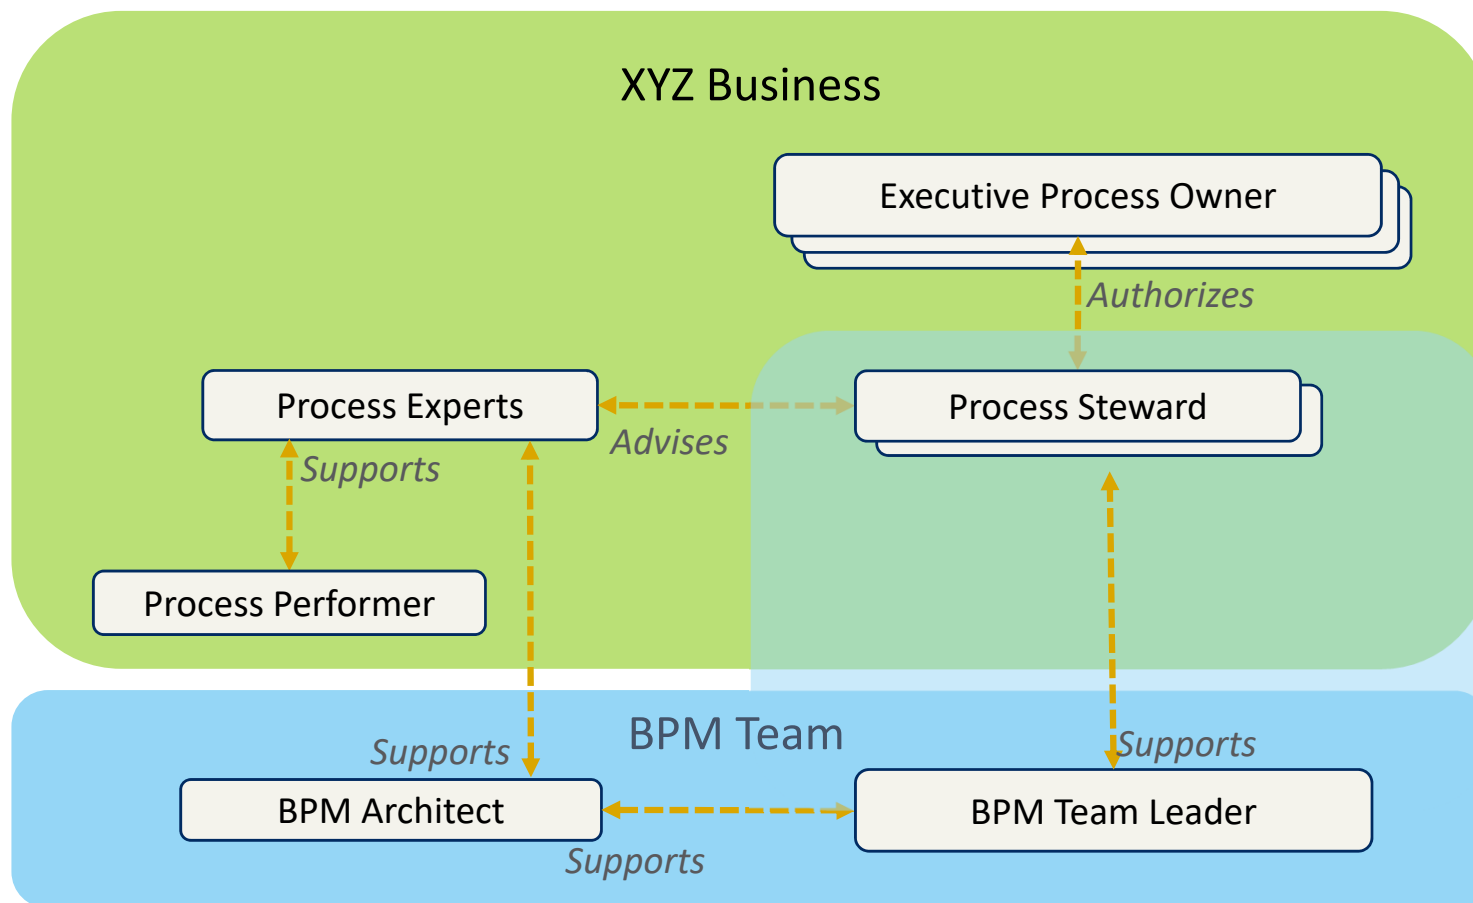 XYZ Business
Executive Process Owner
Authorizes
Process Experts
Process Steward
Advises
Supports
Process Performer
BPM Team
Supports
Supports
BPM Architect
BPM Team Leader
Supports